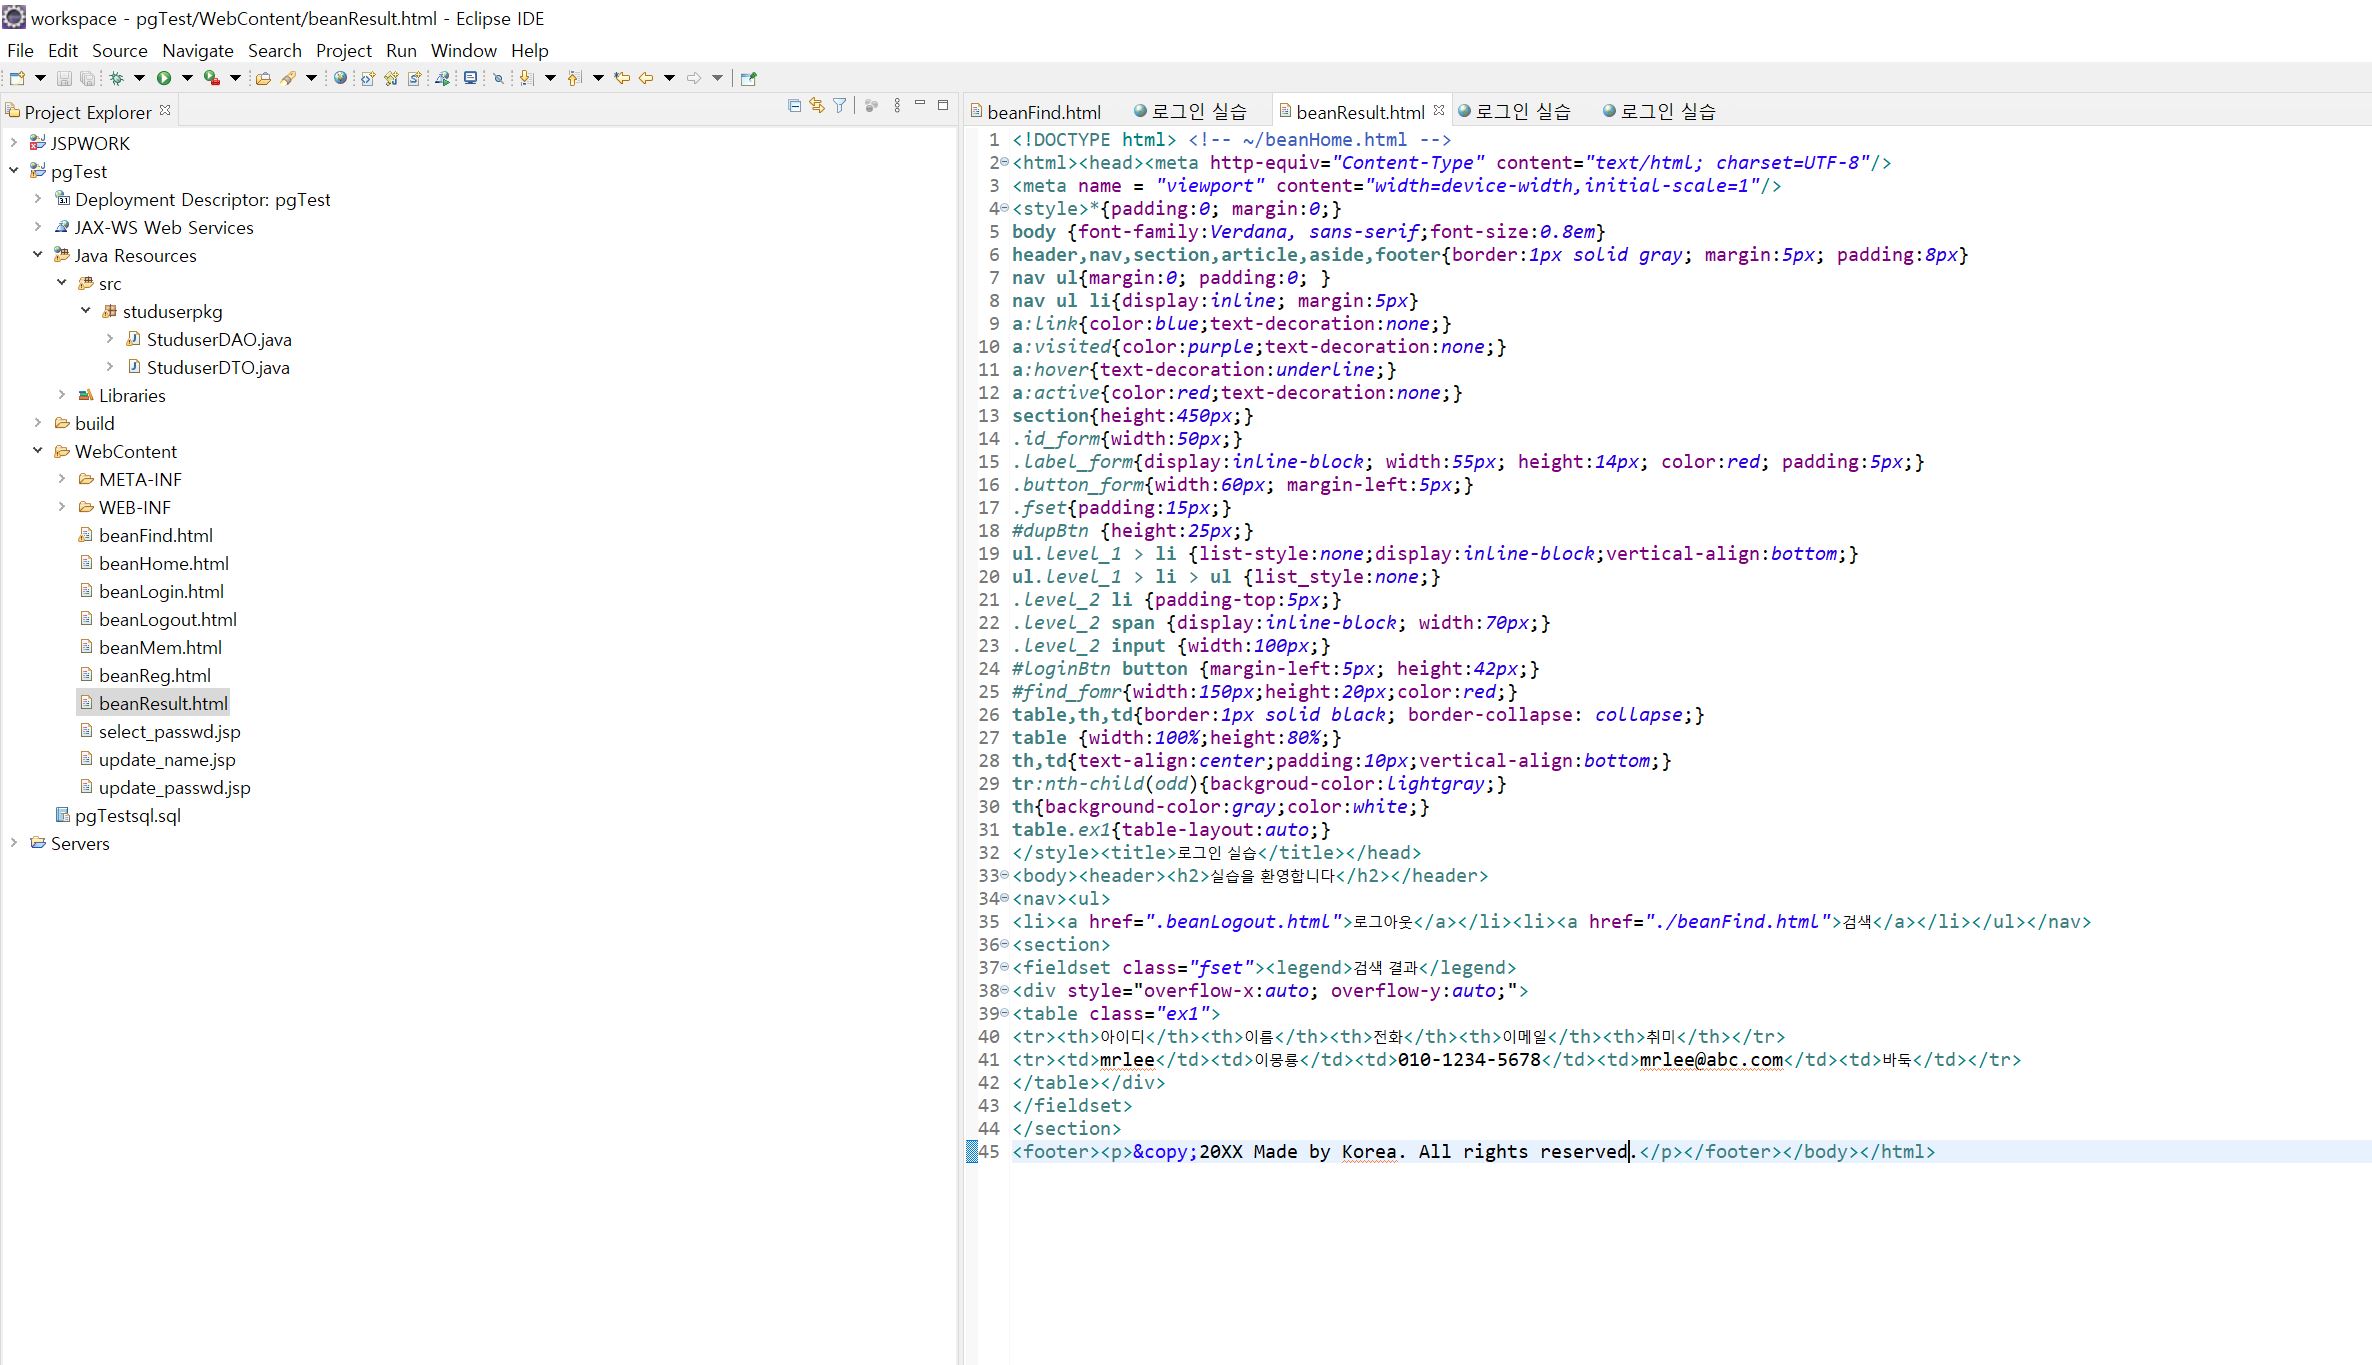 workspace - pgTest/WebContent/beanResult.html - Eclipse IDE
File Edit Source Navigate Search Project Run Window Help
Project Explorer
JSPWORK
pgTest
Deployment Descriptor: pgTest
JAX-WS Web Services
Java Resources
src
studuserpkg
StuduserDAO.java
StuduserDTO.java
Libraries
build
WebContent
META-INF
WEB-INF
beanFind.html
beanHome.html
beanLogin.html
beanLogout.html
beanMem.html
beanReg.html
beanResult.html
select_passwd.jsp
update_name.jsp
update_passwd.jsp
pgTestsql.sql
Servers
beanFind.html 로그인 실습 beanResult.html 로그인 실습 로그인 실습
1 <!DOCTYPE html> <!-- ~/beanHome.html -->
2 <html><head><meta http-equiv="Content-Type" content="text/html; charset=UTF-8"/>
3 <meta name = "viewport" content="width=device-width,initial-scale=1"/>
4 <style>*{padding:0; margin:0;}
5 body {font-family:Verdana, sans-serif;font-size:0.8em}
6 header,nav,section,article,aside,footer{border:1px solid gray; margin:5px; padding:8px}
7 nav ul{margin:0; padding:0; }
8 nav ul li{display:inline; margin:5px}
9 a:link{color:blue;text-decoration:none;}
10 a:visited{color:purple;text-decoration:none;}
11 a:hover{text-decoration:underline;}
12 a:active{color:red;text-decoration:none;}
13 section{height:450px;}
14 .id_form{width:50px;}
15 .label_form{display:inline-block; width:55px; height:14px; color:red; padding:5px;}
16 .button_form{width:60px; margin-left:5px;}
17 .fset{padding:15px;}
18 #dupBtn {height:25px;}
19 ul.level_1 > li {list-style:none;display:inline-block;vertical-align:bottom;}
20 ul.level_1 > li > ul {list_style:none;}
21 .level_2 li {padding-top:5px;}
22 .level_2 span {display:inline-block; width:70px;}
23 .level_2 input {width:100px;}
24 #loginBtn button {margin-left:5px; height:42px;}
25 #find_fomr{width:150px;height:20px;color:red;}
26 table,th,td{border:1px solid black; border-collapse: collapse;}
27 table {width:100%;height:80%;}
28 th,td{text-align:center;padding:10px;vertical-align:bottom;}
29 tr:nth-child(odd){backgroud-color:lightgray;}
30 th{background-color:gray;color:white;}
31 table.ex1{table-layout:auto;}
32 </style><title>로그인 실습</title></head>
33 <body><header><h2>실습을 환영합니다</h2></header>
34 <nav><ul>
35 <li><a href=".beanLogout.html">로그아웃</a></li><li><a href="./beanFind.html">검색</a></li></ul></nav>
36 <section>
37 <fieldset class="fset"><legend>검색 결과</legend>
38 <div style="overflow-x:auto; overflow-y:auto;">
39 <table class="ex1">
40 <tr><th>아이디</th><th>이름</th><th>전화</th><th>이메일</th><th>취미</th></tr>
41 <tr><td>mrlee</td><td>이몽룡</td><td>010-1234-5678</td><td>mrlee@abc.com</td><td>바둑</td></tr>
42 </table></div>
43 </fieldset>
44 </section>
45 <footer><p>&copy;20XX Made by Korea. All rights reserved.</p></footer></body></html>